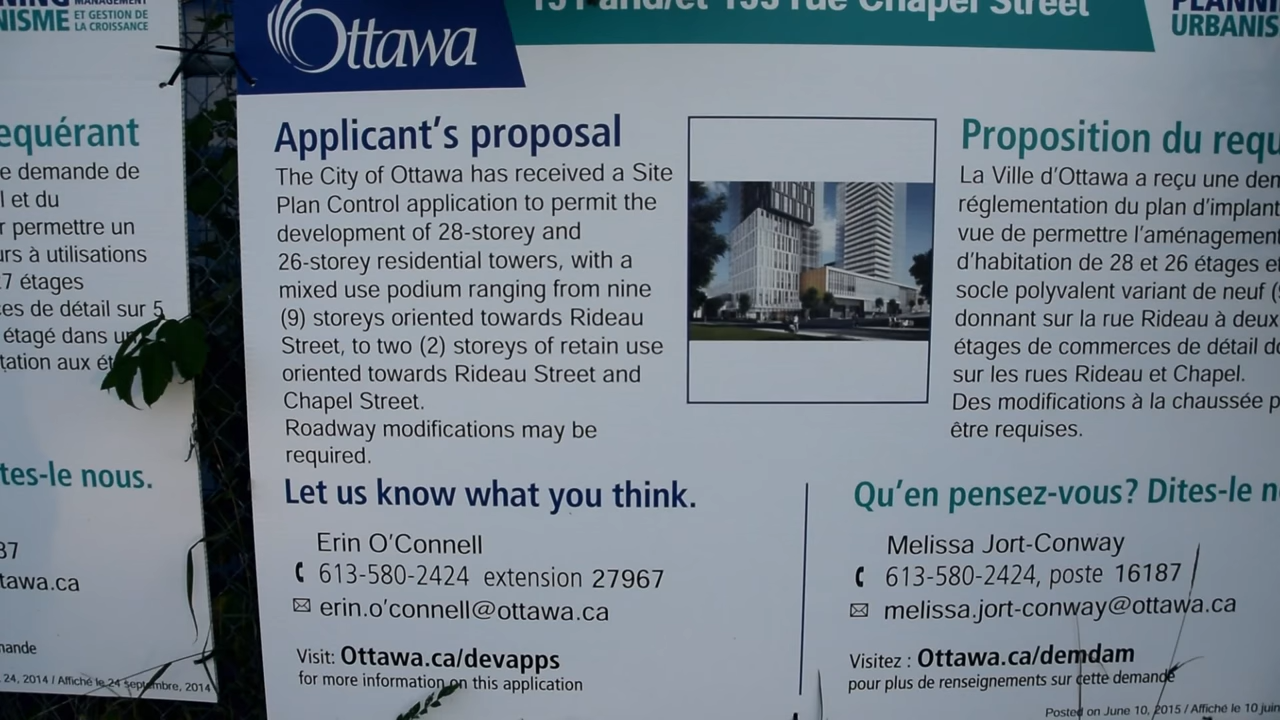 MANAGEMENT
NISME ET GESTION DE
LA CROISSANCE
equérant
e demande de
l et du
r permettre un
urs à utilisations
7 étages
es de détail sur 5
étagé dans un
tation aux ét
tes-le nous.
37
tawa.ca
mande
24, 2014 / Affiché le 24 septembre, 2014
Ottawa
rue Chapel Street
URBANIS
Applicant's proposal
The City of Ottawa has received a Site
Plan Control application to permit the
development of 28-storey and
26-storey residential towers, with a
mixed use podium ranging from nine
(9) storeys oriented towards Rideau
Street, to two (2) storeys of retain use
oriented towards Rideau Street and
Chapel Street.
Roadway modifications may be
required.
Let us know what you think.
Erin O'Connell
613-580-2424 extension 27967
erin.o'connell@ottawa.ca
Visit: Ottawa.ca/devapps
for more information on this application
Proposition du requ
La Ville d'Ottawa a reçu une den
réglementation du plan d'implant
vue de permettre l'aménagement
d'habitation de 28 et 26 étages et
socle polyvalent variant de neuf (
donnant sur la rue Rideau à deux
étages de commerces de détail d
sur les rues Rideau et Chapel.
Des modifications à la chaussée p
être requises.
Qu'en pensez-vous? Dites-le n
Melissa Jort-Conway
613-580-2424, poste 16187
melissa.jort-conway@ottawa.ca
Visitez : Ottawa.ca/demdam
pour plus de renseignements sur cette demande
Posted on June 10, 2015 / Affiché le 10 juin